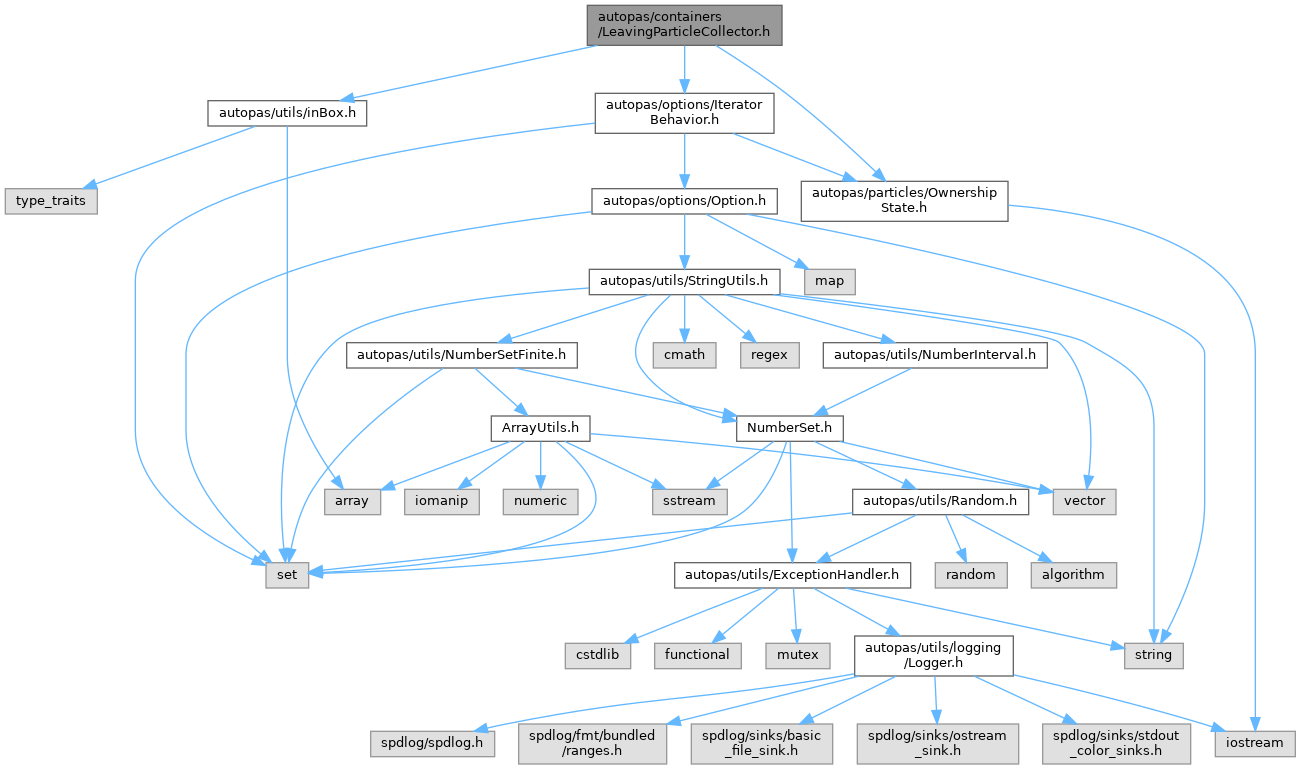 autopas/containers
/LeavingParticleCollector.h
autopas/utils/inBox.h
autopas/options/Iterator
Behavior.h
type_traits
autopas/options/Option.h
autopas/particles/Ownership
State.h
autopas/utils/StringUtils.h
map
autopas/utils/NumberSetFinite.h
cmath
regex
autopas/utils/NumberInterval.h
ArrayUtils.h
NumberSet.h
array
iomanip
numeric
sstream
autopas/utils/Random.h
vector
set
autopas/utils/ExceptionHandler.h
random
algorithm
cstdlib
functional
mutex
autopas/utils/logging
/Logger.h
string
spdlog/spdlog.h
spdlog/fmt/bundled
/ranges.h
spdlog/sinks/basic
_file_sink.h
spdlog/sinks/ostream
_sink.h
spdlog/sinks/stdout
_color_sinks.h
iostream